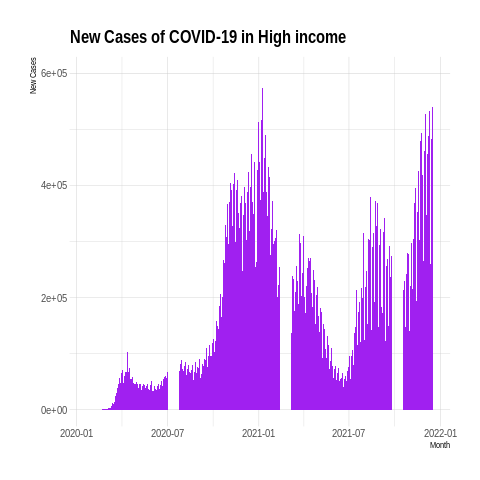 New Cases of COVID-19 in High income
New Cases
6e+05
4e+05
2e+05
0e+00
2020-01 2020-07 2021-01 2021-07 2022-01
Month